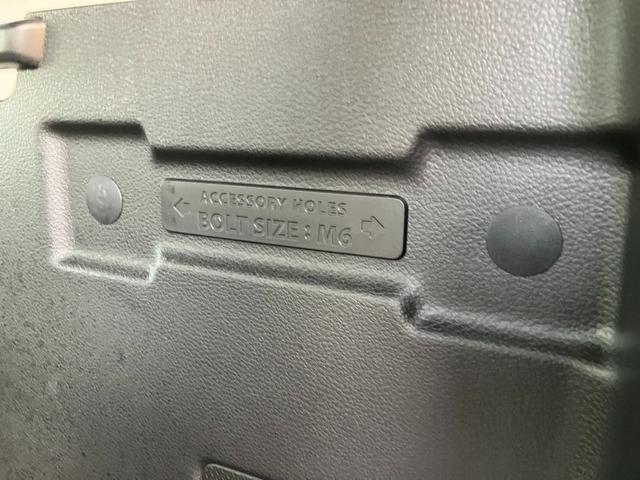 ACCESSORY HOLES
BOLT SIZE : M6